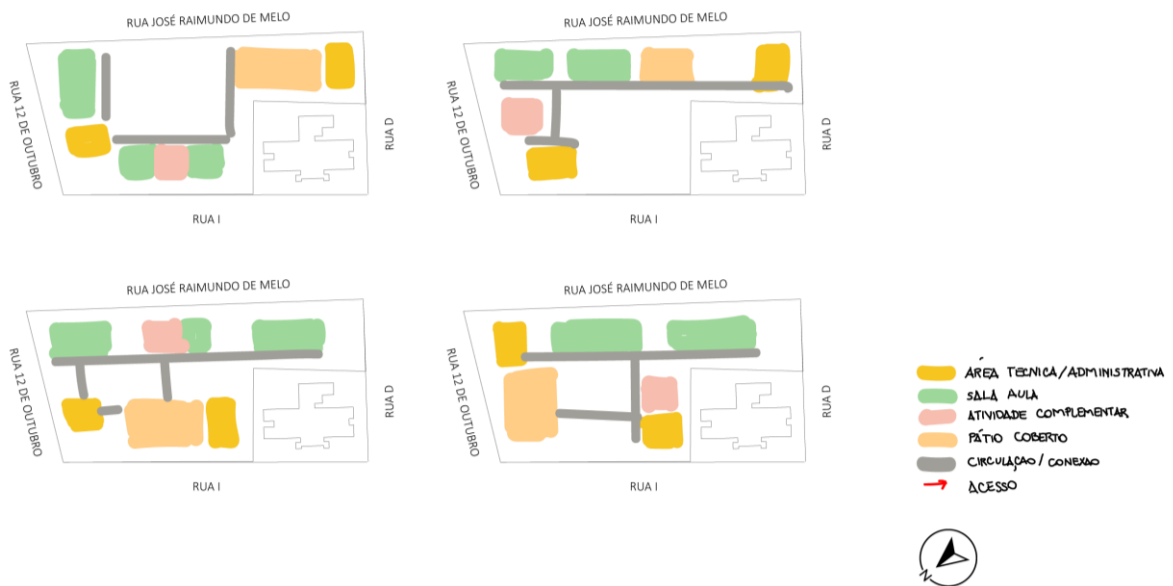 RUA JOSÉ RAIMUNDO DE MELO
RUA 12 DE OUTUBRO
RUA D
RUA I
RUA JOSÉ RAIMUNDO DE MELO
RUA 12 DE OUTUBRO
RUA D
RUA I
RUA JOSÉ RAIMUNDO DE MELO
RUA 12 DE OUTUBRO
RUA D
RUA I
RUA JOSÉ RAIMUNDO DE MELO
RUA 12 DE OUTUBRO
RUA D
RUA I
ÁREA TECNICA/ADMINISTRATIVA
SALA AULA
ATIVIDADE COMPLEMENTAR
PÁTIO COBERTO
CIRCULAÇAO/CONEXAO
ACESSO
N